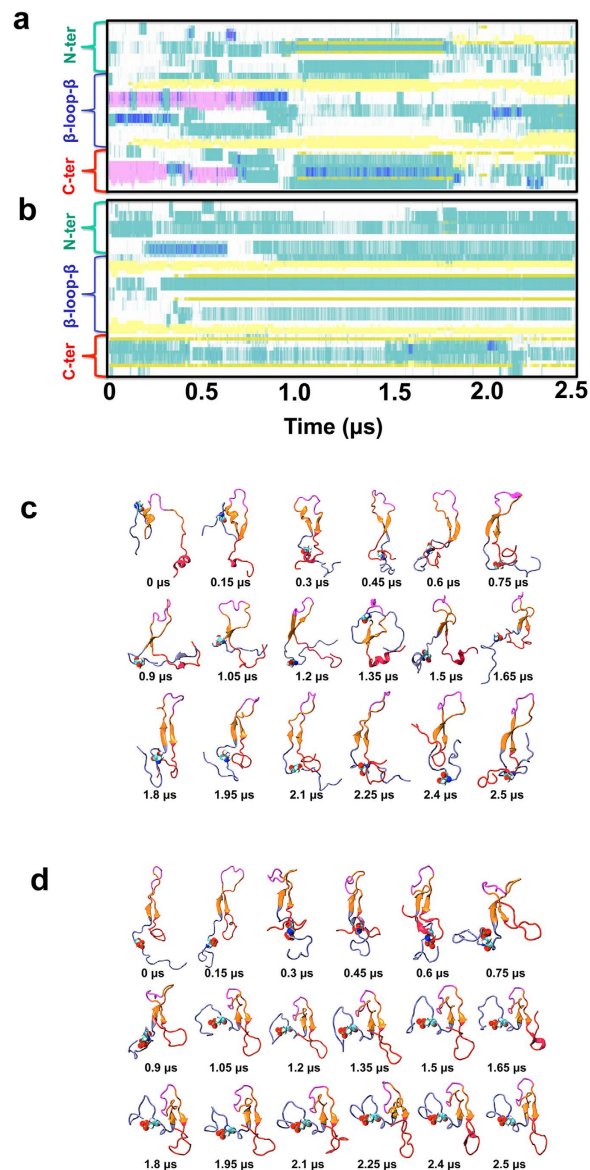 a
N-ter
β-loop-β
C-ter
b
N-ter
β-loop-β
C-ter
0 0.5 1.0 1.5 2.0 2.5
Time (µs)
c
0 µs 0.15 µs 0.3 µs 0.45 µs 0.6 µs 0.75 µs
0.9 µs 1.05 µs 1.2 µs 1.35 µs 1.5 µs 1.65 µs
1.8 µs 1.95 µs 2.1 µs 2.25 µs 2.4 µs 2.5 µs
d
0 µs 0.15 µs 0.3 µs 0.45 µs 0.6 µs 0.75 µs
0.9 µs 1.05 µs 1.2 µs 1.35 µs 1.5 µs 1.65 µs
1.8 µs 1.95 µs 2.1 µs 2.25 µs 2.4 µs 2.5 µs